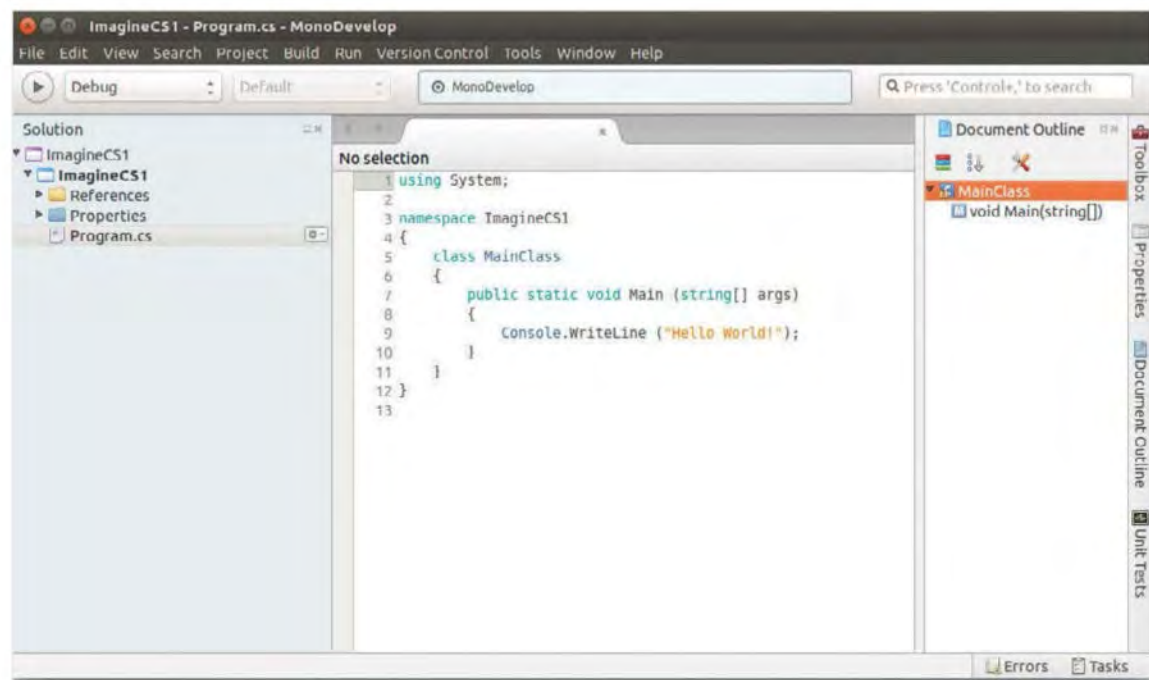 ImagineCS1 - Program.cs - MonoDevelop
File Edit View Search Project Build Run Version Control Tools Window Help
Debug Default MonoDevelop Press 'Control+,' to search
Solution
ImagineCS1
ImagineCS1
References
Properties
Program.cs
No selection
1 using System;
2
3 namespace ImagineCS1
4 {
5 class MainClass
6 {
7 public static void Main (string[] args)
8 {
9 Console.WriteLine ("Hello World!");
10 }
11 }
12 }
13
Document Outline
MainClass
void Main(string[])
Toolbox
Properties
Document Outline
Unit Tests
Errors Tasks